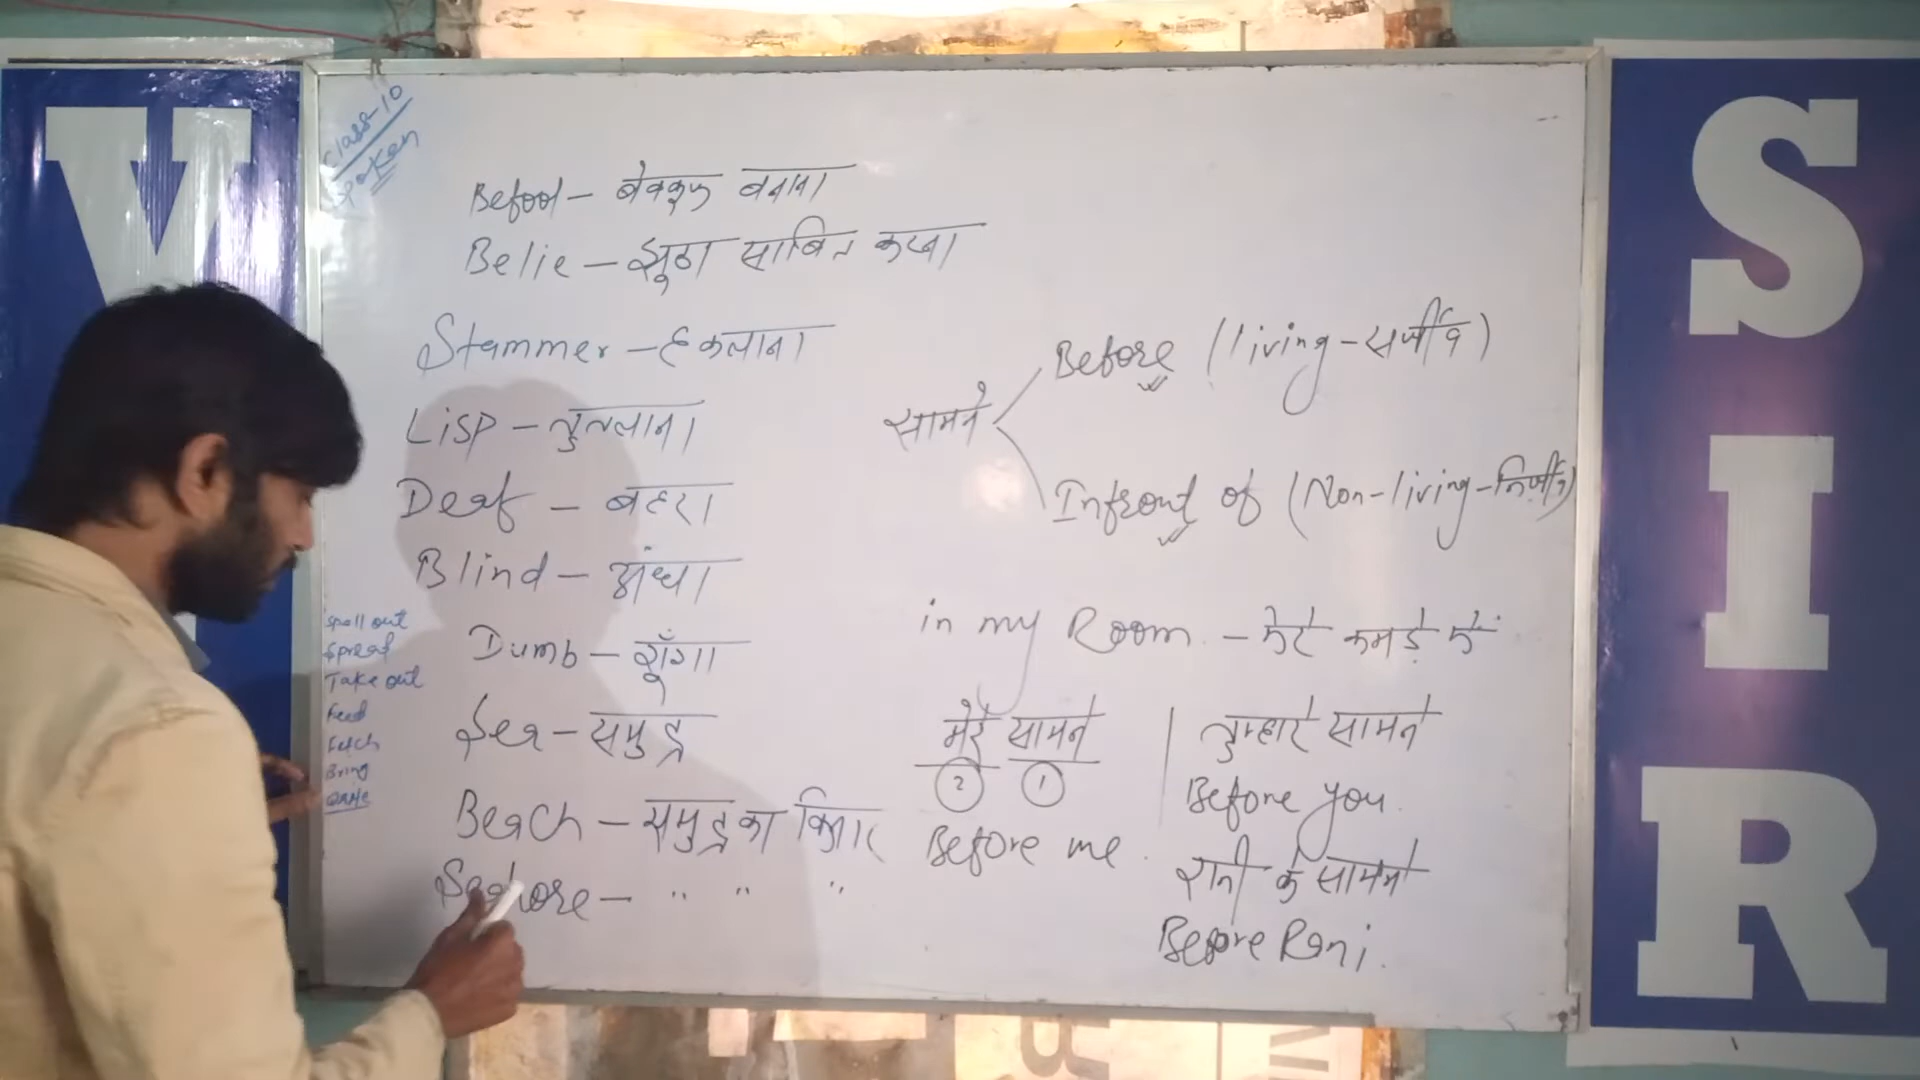 V
Class-10
Spoken
Befool - बेवकूफ बनाना
Belie - झूठा साबित करना
Stammer - हकलाना
Lisp - तुतलाना
Deaf - बहरा
Blind - अंधा
Dumb - गूँगा
Sea - समुद्र
Beach - समुद्र का किनारा
Seashore - " " "
Spell out
Spread
Take out
Feed
Fetch
Bring
सामने
Before (living - सजीव)
Infront of (Non-living - निर्जीव)
in my Room - मेरे कमरे में
मेरे सामने
2 1
Before me
तुम्हारे सामने
Before you.
रानी के सामने
Before Rani.
SIR